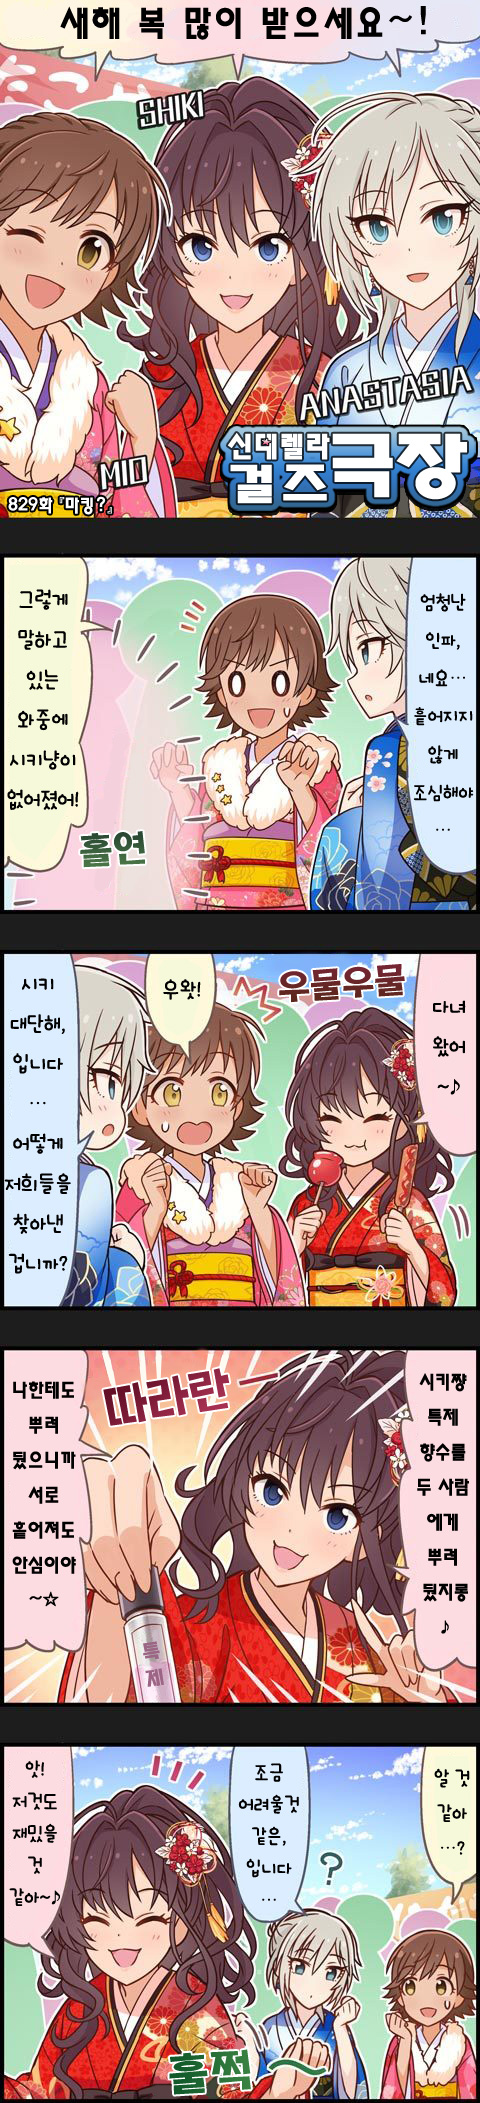 새해 복 많이 받으세요~!
SHIKI
ANASTASIA
MIO
신데렐라
걸즈극장
829화 『마킹?』
엄청난
인파,
네요…
흩어지지
않게
조심해야
…
그렇게
말하고
있는
와중에
시키냥이
없어졌어!
홀연
다녀
왔어
~♪
우물우물
우왓!
시키
대단해,
입니다
…
어떻게
저희들을
찾아낸
겁니까?
따라란―
시키쨩
특제
향수를
두 사람
에게
뿌려
뒀지롱
♪
나한테도
뿌려
뒀으니까
서로
흩어져도
안심이야
~☆
특
제
알 것
같아
…?
조금
어려울것
같은,
입니다
…
?
앗!
저것도
재밌을
것
같아~♪
훌쩍~